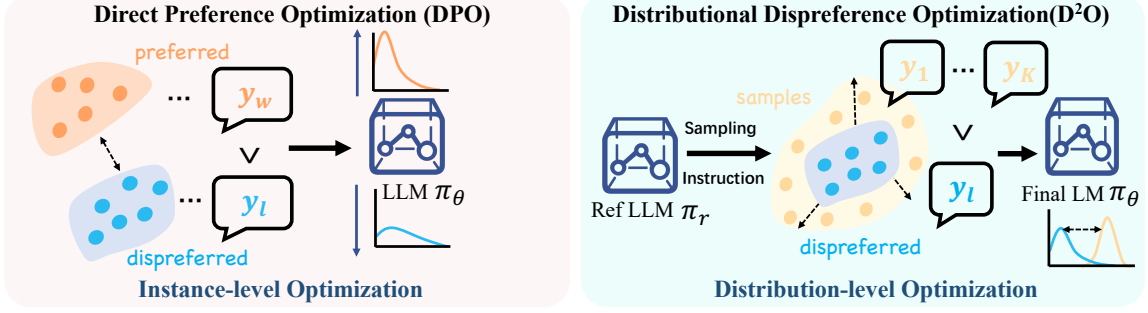 Direct Preference Optimization (DPO)
preferred
... y_w
>
y_l
...
dispreferred
LLM π_θ
Instance-level Optimization
Distributional Dispreference Optimization(D²O)
samples
y_1 ... y_K
>
y_l
Sampling
Instruction
Ref LLM π_r
dispreferred
Final LM π_θ
Distribution-level Optimization